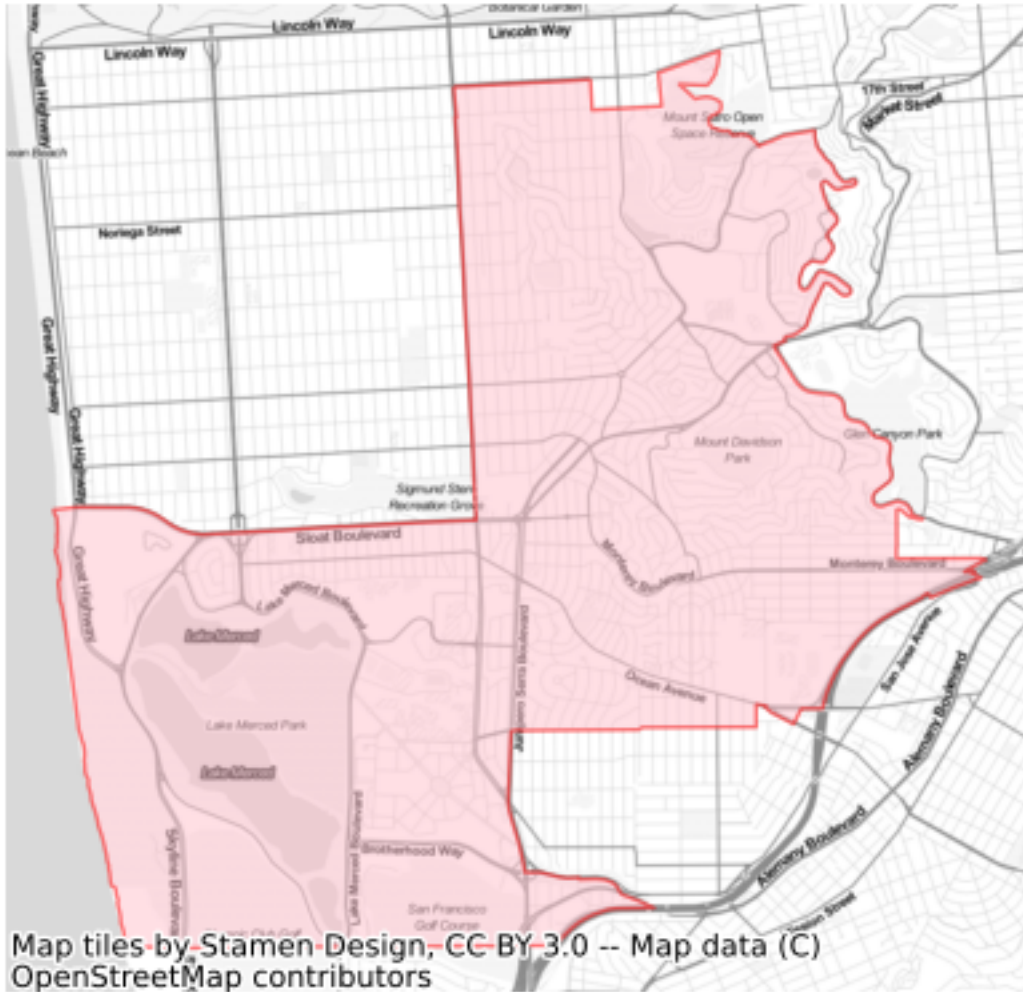 Botanical Garden
Lincoln Way
Lincoln Way
Lincoln Way
Great Highway
17th Street
Market Street
Mount Sutro Open
Space Reserve
Noriega Street
Great Highway
Great Highway
Mount Davidson
Park
Glen Canyon Park
Sigmund Stern
Recreation Grove
Sloat Boulevard
Great Highway
Lake Merced Boulevard
Monterey Boulevard
Monterey Boulevard
Lake Merced
Junipero Serra Boulevard
San Jose Avenue
Ocean Avenue
Alemany Boulevard
Lake Merced Park
Lake Merced
Skyline Boulevard
Lake Merced Boulevard
Brotherhood Way
Alemany Boulevard
Street
San Francisco
Golf Course
Map tiles by Stamen Design, CC BY 3.0 -- Map data (C)
OpenStreetMap contributors